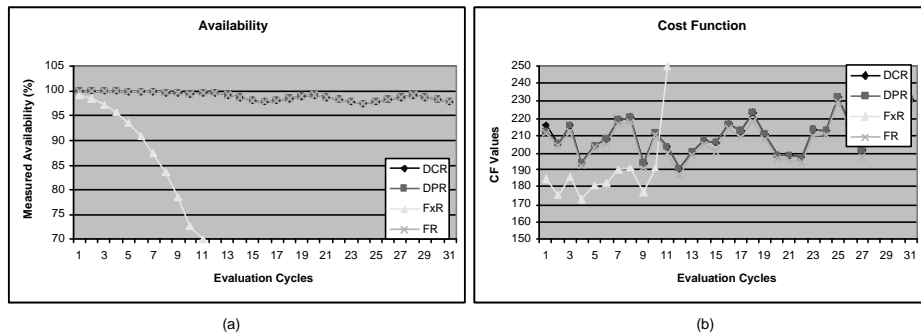 Availability
Measured Availability (%)
105
100
95
90
85
80
75
70
1 3 5 7 9 11 13 15 17 19 21 23 25 27 29 31
Evaluation Cycles
DCR
DPR
FxR
FR
(a)
Cost Function
CF Values
250
240
230
220
210
200
190
180
170
160
150
1 3 5 7 9 11 13 15 17 19 21 23 25 27 29 31
Evaluation Cycles
DCR
DPR
FxR
FR
(b)